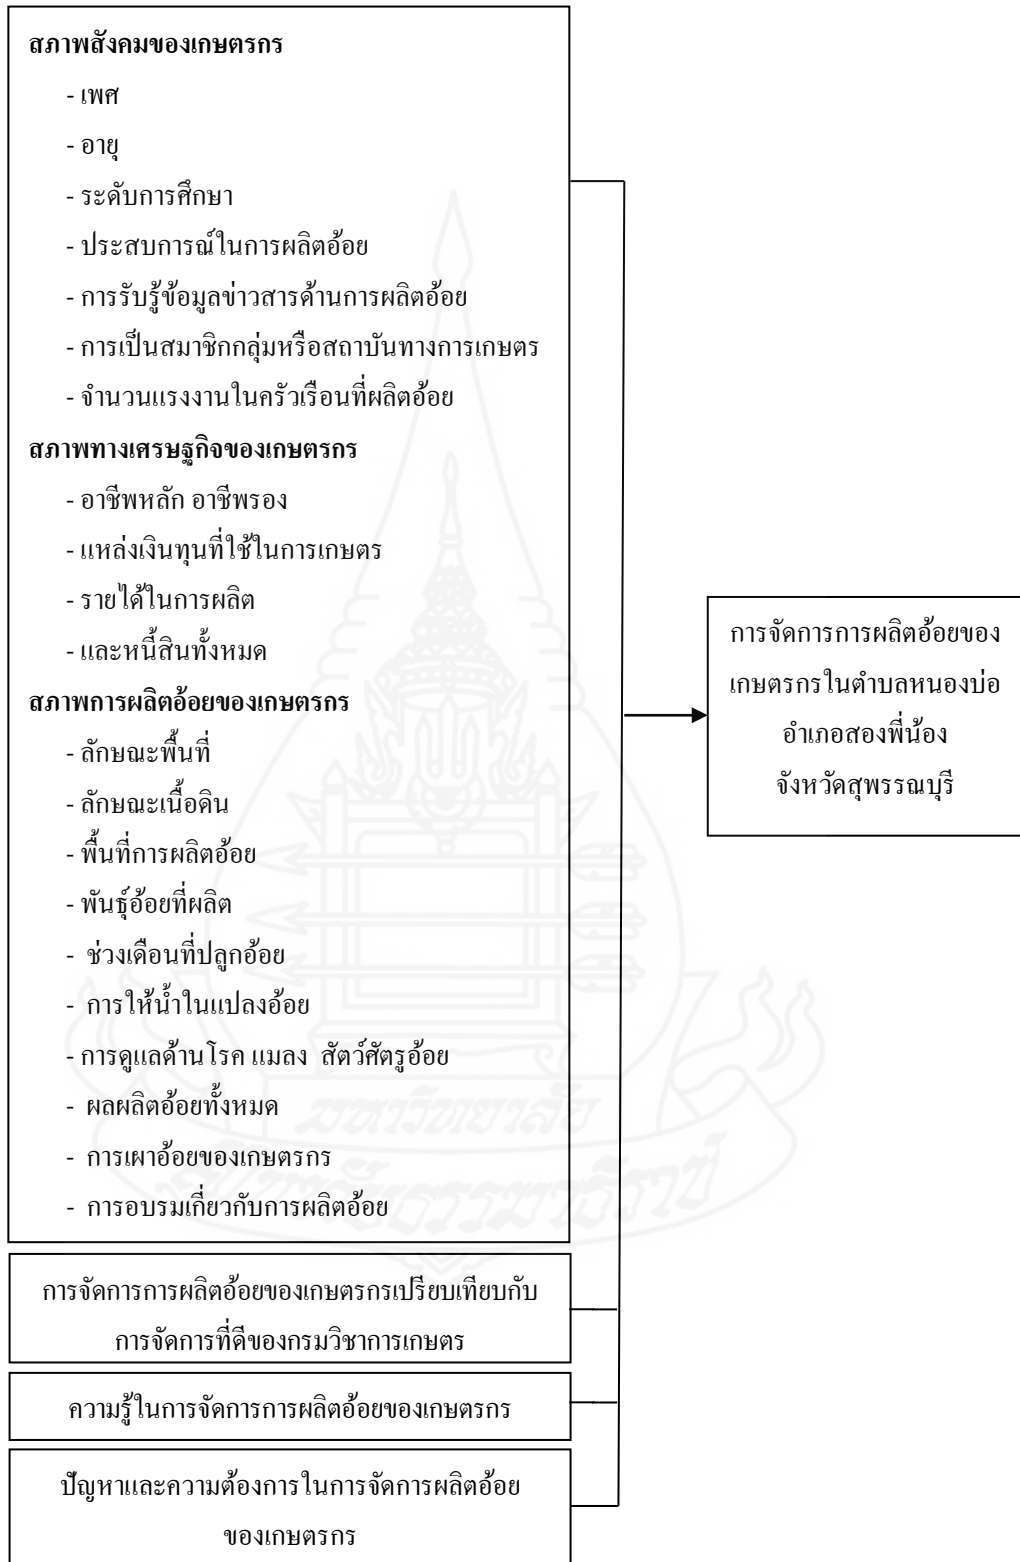 สภาพสังคมของเกษตรกร
- เพศ
- อายุ
- ระดับการศึกษา
- ประสบการณ์ในการผลิตอ้อย
- การรับรู้ข้อมูลข่าวสารด้านการผลิตอ้อย
- การเป็นสมาชิกกลุ่มหรือสถาบันทางการเกษตร
- จำนวนแรงงานในครัวเรือนที่ผลิตอ้อย
สภาพทางเศรษฐกิจของเกษตรกร
- อาชีพหลัก อาชีพรอง
- แหล่งเงินทุนที่ใช้ในการเกษตร
- รายได้ในการผลิต
- และหนี้สินทั้งหมด
สภาพการผลิตอ้อยของเกษตรกร
- ลักษณะพื้นที่
- ลักษณะเนื้อดิน
- พื้นที่การผลิตอ้อย
- พันธุ์อ้อยที่ผลิต
- ช่วงเดือนที่ปลูกอ้อย
- การให้น้ำในแปลงอ้อย
- การดูแลด้านโรค แมลง สัตว์ศัตรูอ้อย
- ผลผลิตอ้อยทั้งหมด
- การเผาอ้อยของเกษตรกร
- การอบรมเกี่ยวกับการผลิตอ้อย
การจัดการการผลิตอ้อยของเกษตรกรเปรียบเทียบกับ
การจัดการที่ดีของกรมวิชาการเกษตร
ความรู้ในการจัดการการผลิตอ้อยของเกษตรกร
ปัญหาและความต้องการในการจัดการผลิตอ้อย
ของเกษตรกร
การจัดการการผลิตอ้อยของ
เกษตรกรในตำบลหนองบ่อ
อำเภอสองพี่น้อง
จังหวัดสุพรรณบุรี
มหาวิทยาลัย
สุโขทัยธรรมาธิราช